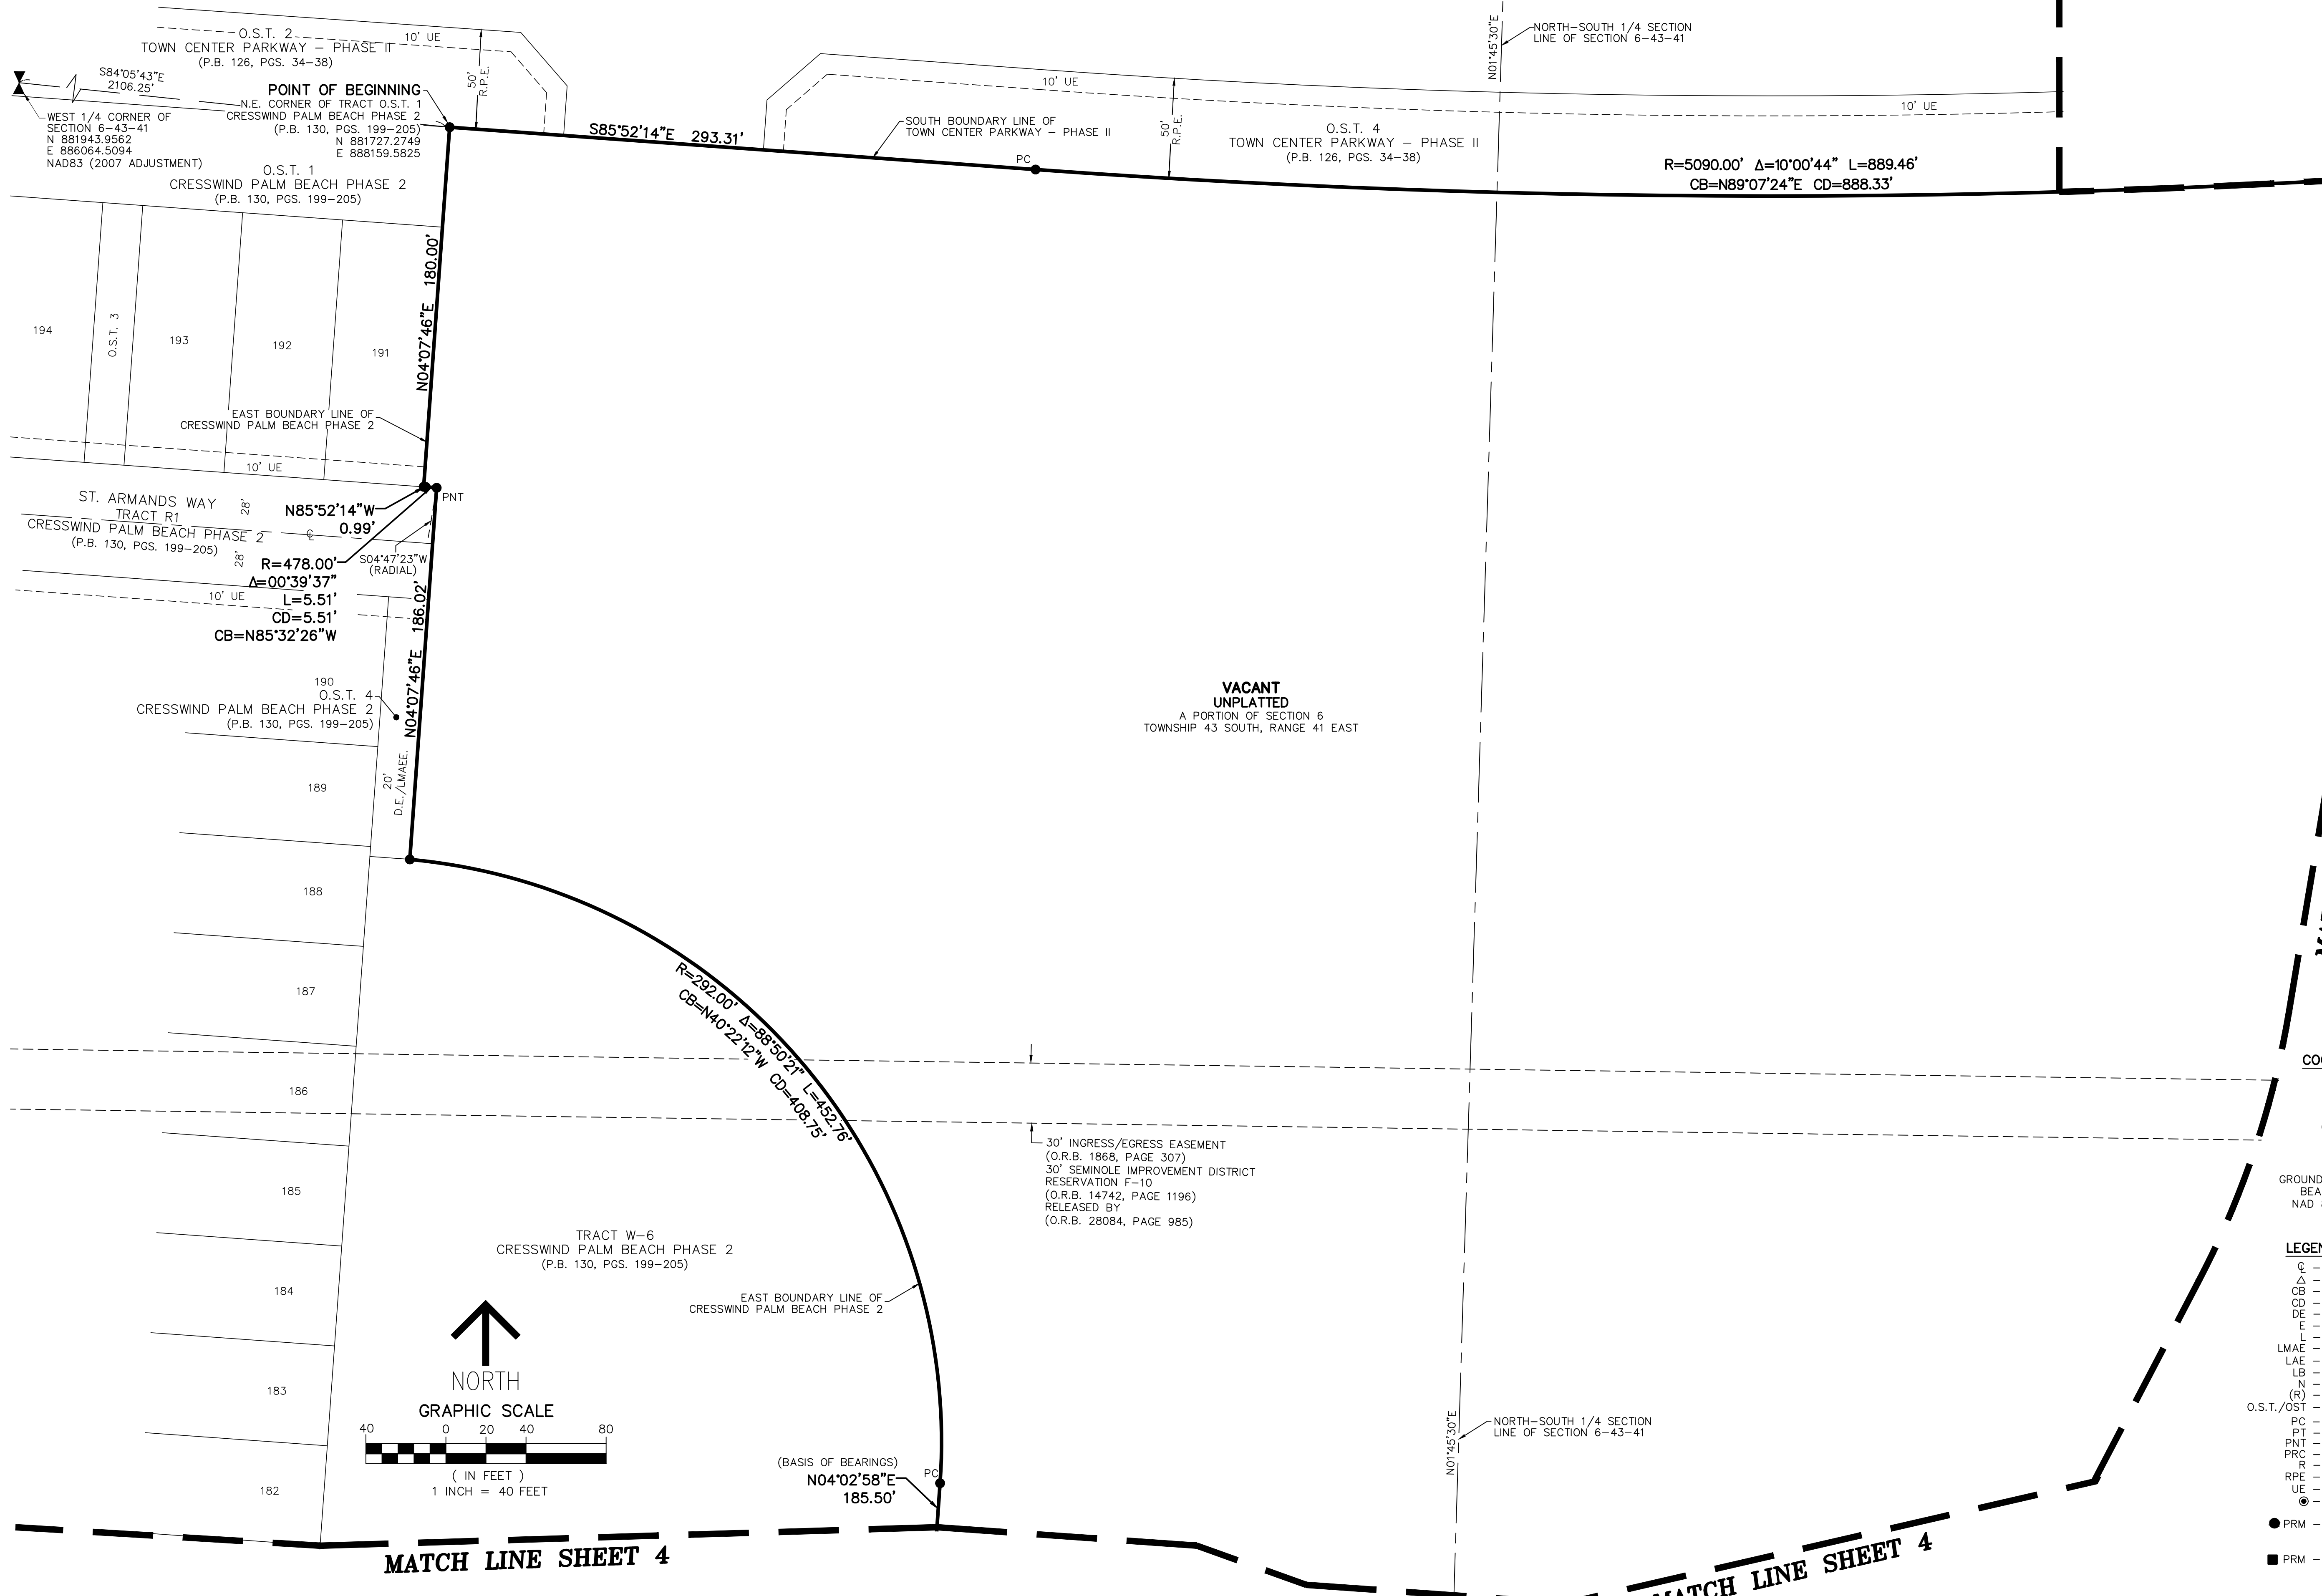 O.S.T. 2
TOWN CENTER PARKWAY – PHASE II
(P.B. 126, PGS. 34–38)
10' UE
S84°05'43"E
2106.25'
WEST 1/4 CORNER OF
SECTION 6–43–41
N 881943.9562
E 886064.5094
NAD83 (2007 ADJUSTMENT)
POINT OF BEGINNING
N.E. CORNER OF TRACT O.S.T. 1
CRESSWIND PALM BEACH PHASE 2
(P.B. 130, PGS. 199–205)
N 881727.2749
E 888159.5825
50'
R.P.E.
O.S.T. 1
CRESSWIND PALM BEACH PHASE 2
(P.B. 130, PGS. 199–205)
S85°52'14"E 293.31'
10' UE
SOUTH BOUNDARY LINE OF
TOWN CENTER PARKWAY – PHASE II
PC
50'
R.P.E.
O.S.T. 4
TOWN CENTER PARKWAY – PHASE II
(P.B. 126, PGS. 34–38)
N01°45'30"E
NORTH–SOUTH 1/4 SECTION
LINE OF SECTION 6–43–41
10' UE
R=5090.00' Δ=10°00'44" L=889.46'
CB=N89°07'24"E CD=888.33'
194
O.S.T. 3
193
192
191
N04°07'46"E 180.00'
EAST BOUNDARY LINE OF
CRESSWIND PALM BEACH PHASE 2
10' UE
PNT
ST. ARMANDS WAY
TRACT R1
CRESSWIND PALM BEACH PHASE 2
(P.B. 130, PGS. 199–205)
28'
28'
℄
N85°52'14"W
0.99'
S04°47'23"W
(RADIAL)
R=478.00'
Δ=00°39'37"
L=5.51'
CD=5.51'
CB=N85°32'26"W
10' UE
N04°07'46"E 186.02'
190
O.S.T. 4
CRESSWIND PALM BEACH PHASE 2
(P.B. 130, PGS. 199–205)
20'
D.E./LMAEE.
VACANT
UNPLATTED
A PORTION OF SECTION 6
TOWNSHIP 43 SOUTH, RANGE 41 EAST
189
188
187
186
185
184
183
182
R=292.00' Δ=88°50'21" L=452.76'
CB=N40°22'12"W CD=408.75'
30' INGRESS/EGRESS EASEMENT
(O.R.B. 1868, PAGE 307)
30' SEMINOLE IMPROVEMENT DISTRICT
RESERVATION F–10
(O.R.B. 14742, PAGE 1196)
RELEASED BY
(O.R.B. 28084, PAGE 985)
TRACT W–6
CRESSWIND PALM BEACH PHASE 2
(P.B. 130, PGS. 199–205)
EAST BOUNDARY LINE OF
CRESSWIND PALM BEACH PHASE 2
NORTH
GRAPHIC SCALE
40 0 20 40 80
( IN FEET )
1 INCH = 40 FEET
(BASIS OF BEARINGS)
N04°02'58"E
185.50'
PC
N01°45'30"E
NORTH–SOUTH 1/4 SECTION
LINE OF SECTION 6–43–41
MATCH LINE SHEET 4
MATCH LINE SHEET 4
GROUND
BEA
NAD
LEGEN
℄ –
Δ –
CB –
CD –
DE –
E –
L –
LMAE –
LAE –
LB –
N –
(R) –
O.S.T./OST –
PC –
PT –
PNT –
PRC –
R –
RPE –
UE –
PRM –
PRM –